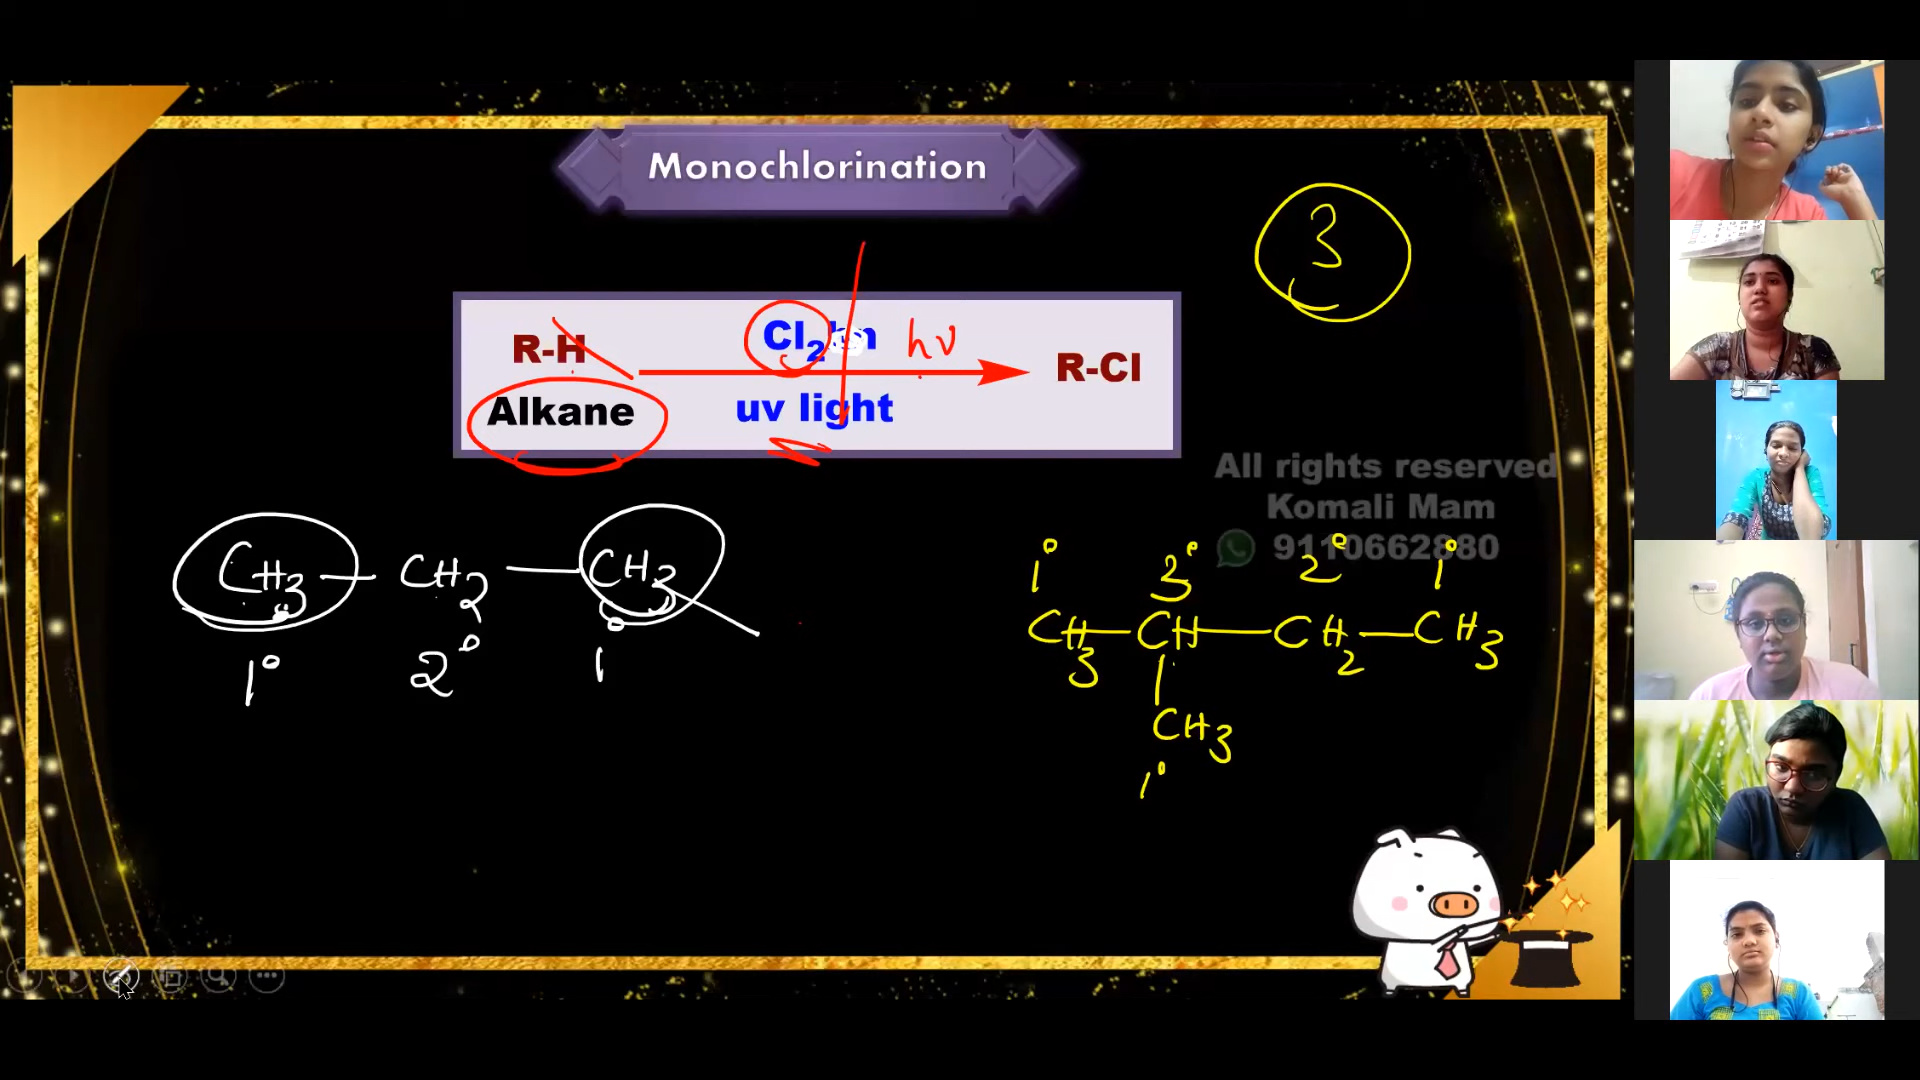 Monochlorination
3
R-H
Cl2
hν
R-Cl
Alkane
uv light
All rights reserved
Komali Mam
9110662880
CH3 — CH2 — CH3
1° 2° 1
1° 3° 2° 1°
CH3 — CH — CH2 — CH3
CH3
1°